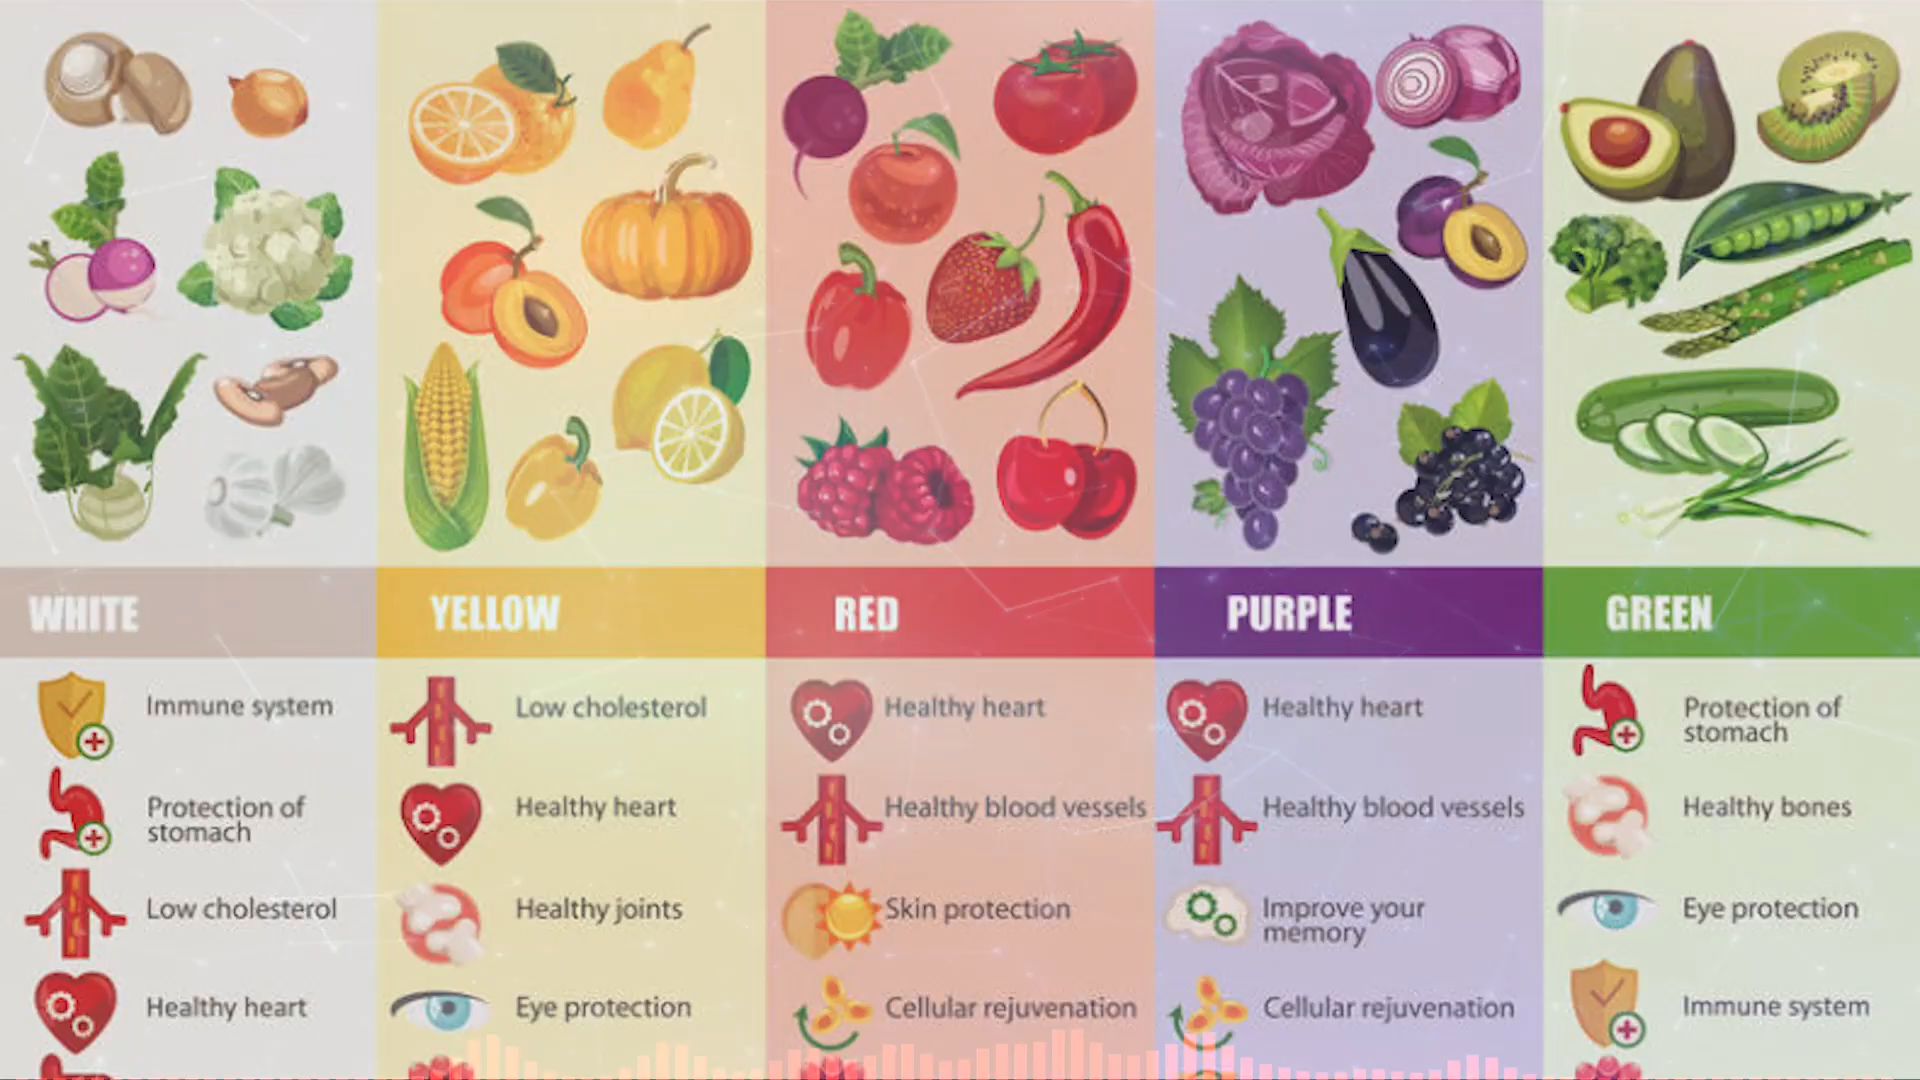 WHITE
Immune system
Protection of
stomach
Low cholesterol
Healthy heart
YELLOW
Low cholesterol
Healthy heart
Healthy joints
Eye protection
RED
Healthy heart
Healthy blood vessels
Skin protection
Cellular rejuvenation
PURPLE
Healthy heart
Healthy blood vessels
Improve your
memory
Cellular rejuvenation
GREEN
Protection of
stomach
Healthy bones
Eye protection
Immune system